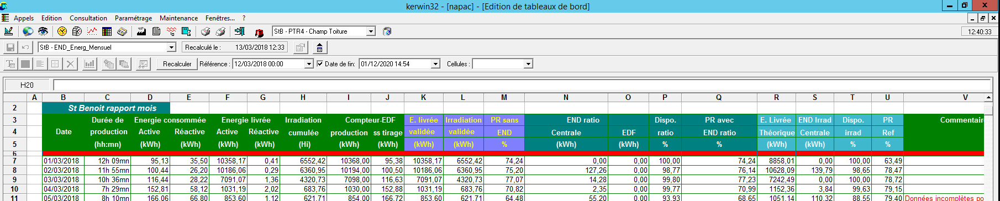 kerwin32 - [napac] - [Edition de tableaux de bord]
Appels Edition Consultation Paramétrage Maintenance Fenêtres... ?
StB - PTR4 - Champ Toiture 12:40:33
StB - END_Energ_Mensuel Recalculé le : 13/03/2018 12:33
Recalculer Référence : 12/03/2018 00:00 Date de fin: 01/12/2020 14:54 Cellules :
H20
A B C D E F G H I J K L M N O P Q R S T U V
2 St Benoit rapport mois
3 Durée de Energie consommée Energie livrée Irradiation Compteur-EDF E. livrée Irradiation PR sans END ratio Dispo. PR avec E. Livrée END Irrad Dispo. PR Commentair
4 Date production Active Réactive Active Réactive cumulée production ss tirage validée validée END Centrale EDF ratio END ratio Théorique Centrale irrad Ref
5 (hh:mn) (kWh) (kWh) (kWh) (kWh) (Hi) (kWh) (kWh) (kWh) (kWh) % (kWh) (kWh) % % (kWh) (kWh) % %
6
7 01/03/2018 12h 09mn 95,13 35,50 10358,17 0,41 6552,42 10368,00 95,38 10358,17 6552,42 74,24 0,00 0,00 100,00 74,24 8858,01 0,00 100,00 63,49
8 02/03/2018 11h 55mn 100,44 26,20 10186,06 0,29 6360,95 10194,00 100,50 10186,06 6360,95 75,20 127,26 0,00 98,77 76,14 10628,09 139,79 98,65 78,47
9 03/03/2018 10h 36mn 116,44 28,22 7091,07 1,36 4320,73 7098,00 116,63 7091,07 4320,73 77,07 14,28 0,00 99,80 77,23 7242,49 0,00 100,00 78,72
10 04/03/2018 7h 29mn 152,81 58,12 1031,19 2,02 683,76 1030,00 152,88 1031,19 683,76 70,82 2,35 0,00 99,77 70,99 1152,36 3,84 99,63 79,15
11 05/03/2018 8h 10mn 166,06 66,80 853,60 1,12 621,71 854,00 166,72 853,60 621,71 64,48 55,20 0,00 93,93 68,65 1051,14 110,32 88,55 79,40 Données incomplètes po